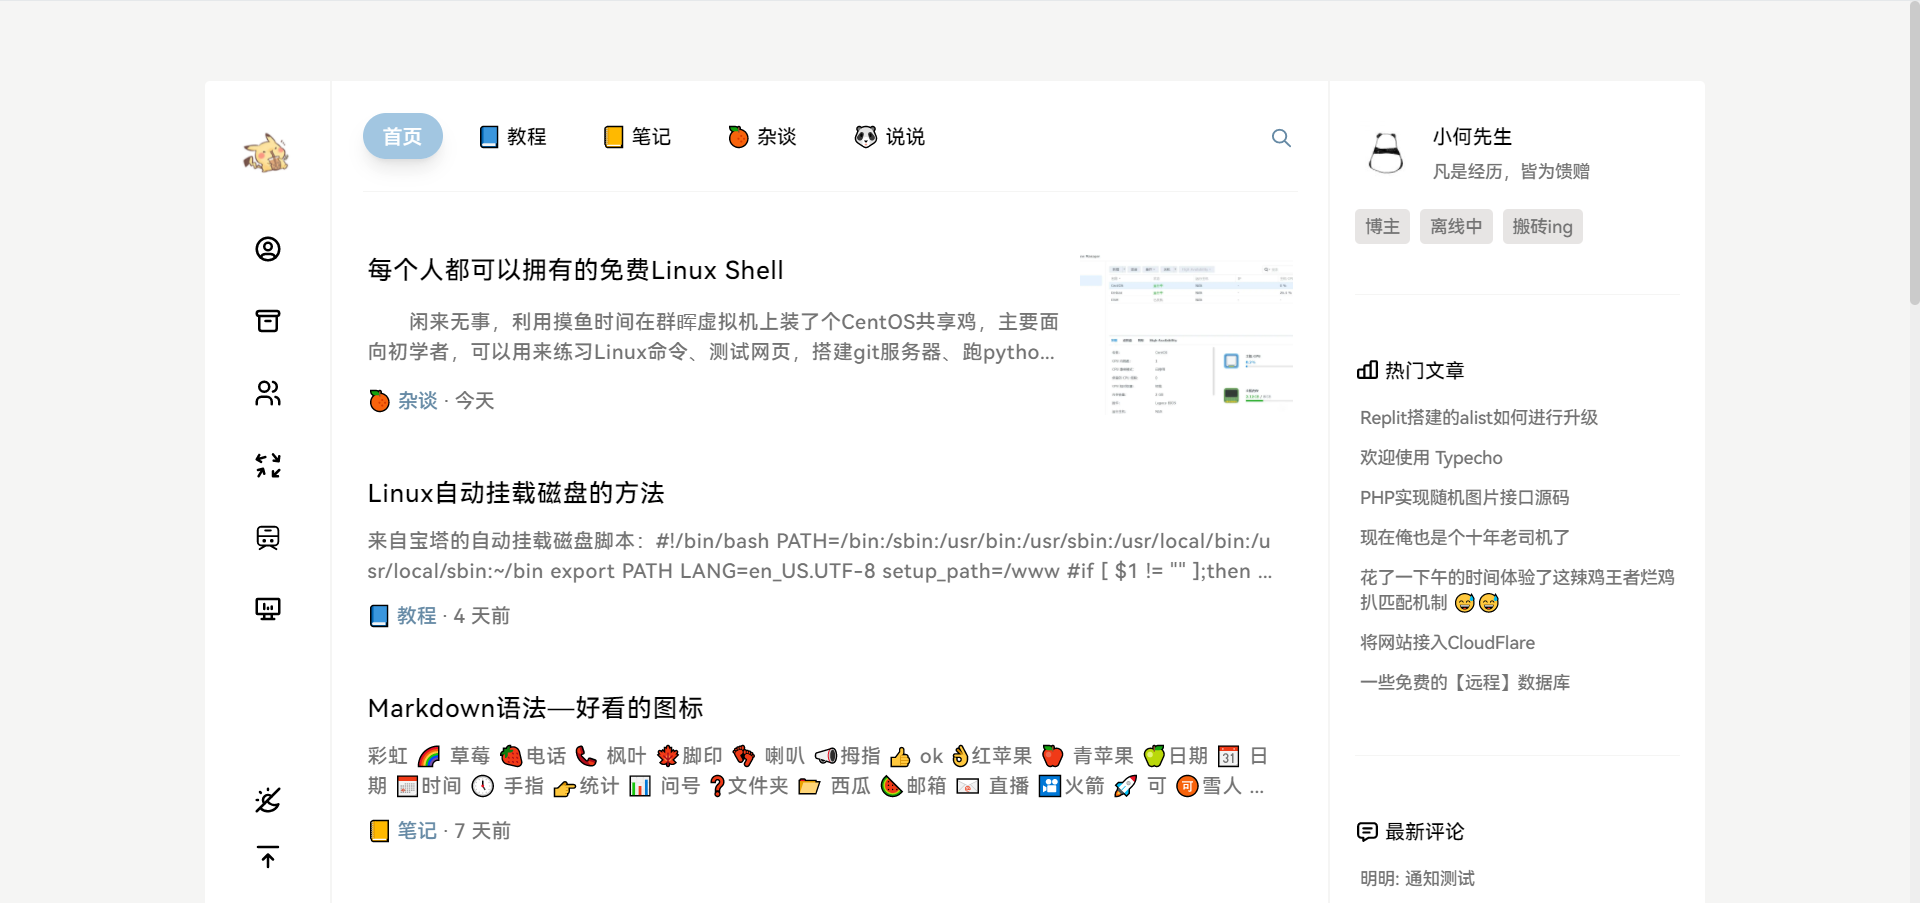 首页
📘 教程
📒 笔记
🍊 杂谈
🐼 说说
每个人都可以拥有的免费Linux Shell
闲来无事，利用摸鱼时间在群晖虚拟机上装了个CentOS共享鸡，主要面
向初学者，可以用来练习Linux命令、测试网页，搭建git服务器、跑pytho...
🍊 杂谈 · 今天
Linux自动挂载磁盘的方法
来自宝塔的自动挂载磁盘脚本：#!/bin/bash PATH=/bin:/sbin:/usr/bin:/usr/sbin:/usr/local/bin:/u
sr/local/sbin:~/bin export PATH LANG=en_US.UTF-8 setup_path=/www #if [ $1 != "" ];then ...
📘 教程 · 4 天前
Markdown语法—好看的图标
彩虹 🌈 草莓 🍓电话 📞 枫叶 🍁脚印 👣 喇叭 📢拇指 👍 ok 👌红苹果 🍎 青苹果 🍏日期 📅 日
期 📆时间 🕔 手指 👉统计 📊 问号 ❓文件夹 📂 西瓜 🍉邮箱 📧 直播 🎦火箭 🚀 可 🉑雪人 ...
📒 笔记 · 7 天前
小何先生
凡是经历，皆为馈赠
博主
离线中
搬砖ing
热门文章
Replit搭建的alist如何进行升级
欢迎使用 Typecho
PHP实现随机图片接口源码
现在俺也是个十年老司机了
花了一下午的时间体验了这辣鸡王者烂鸡
扒匹配机制 😅😅
将网站接入CloudFlare
一些免费的【远程】数据库
最新评论
明明: 通知测试